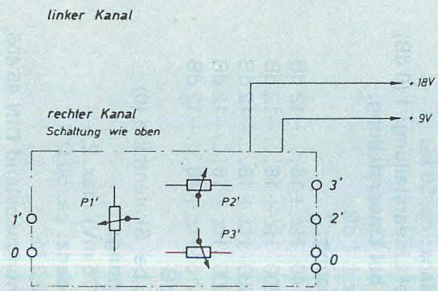 linker Kanal
+ 18V
rechter Kanal
Schaltung wie oben
+ 9V
P1'
P2'
P3'
3'
1'
2'
0
0